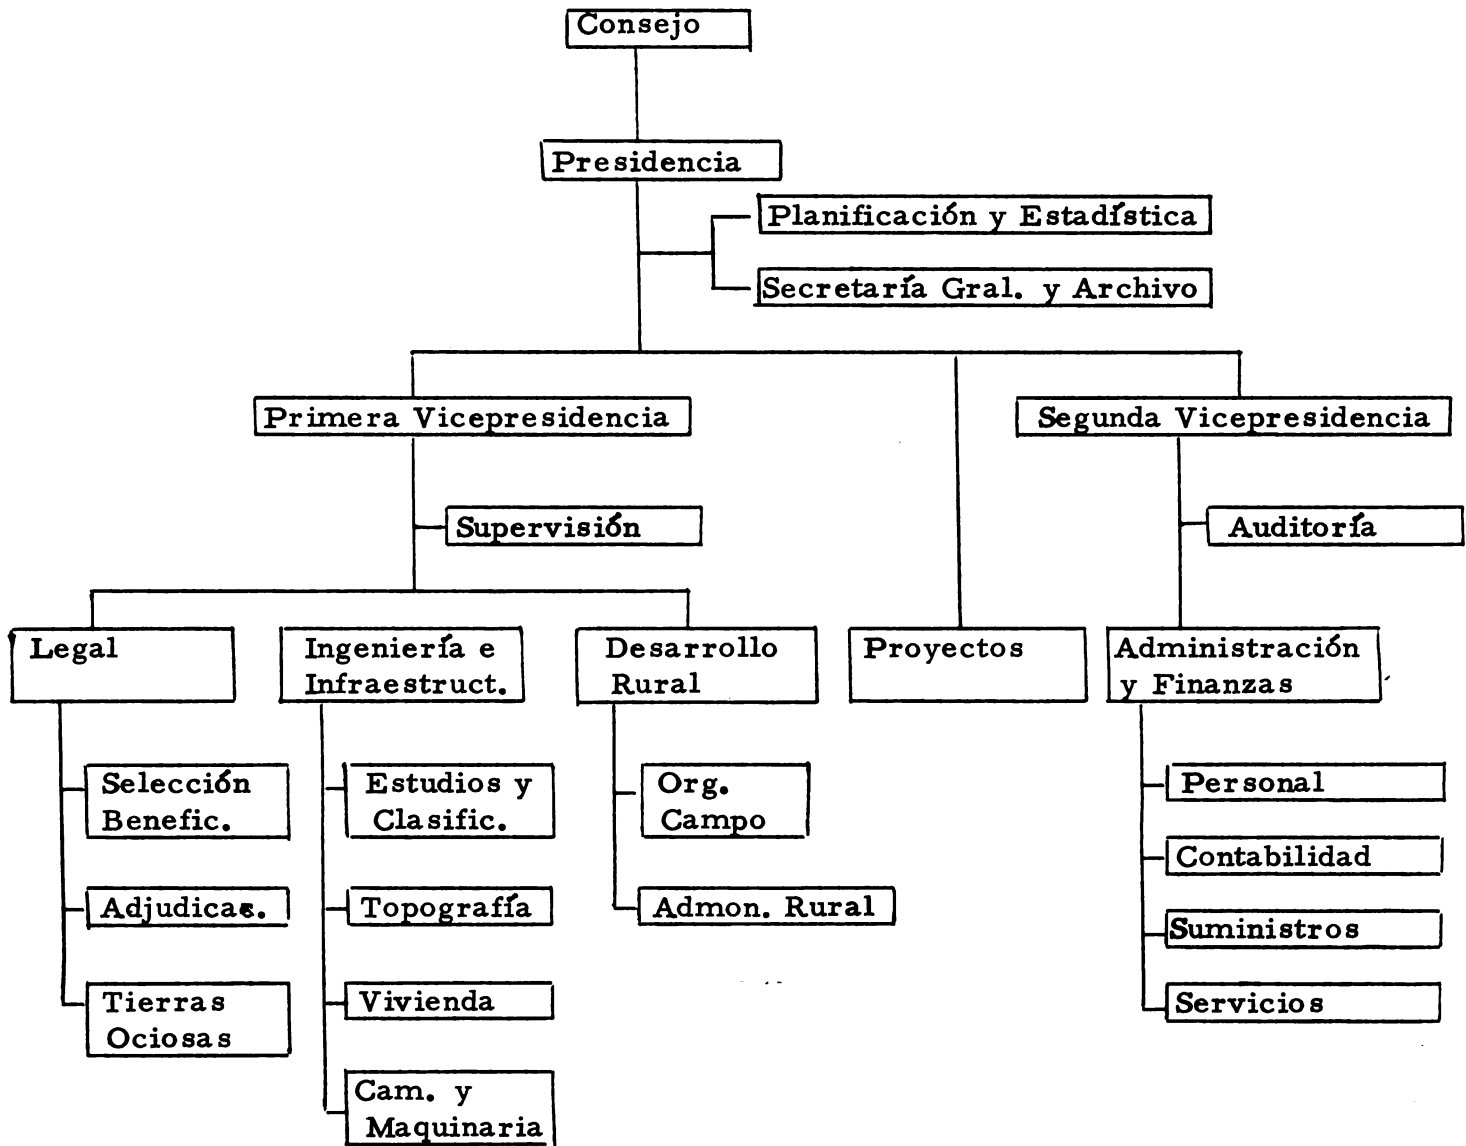 Consejo
Presidencia
Planificación y Estadística
Secretaría Gral. y Archivo
Primera Vicepresidencia
Segunda Vicepresidencia
Supervisión
Auditoría
Legal
Ingeniería e
Infraestruct.
Desarrollo
Rural
Proyectos
Administración
y Finanzas
Selección
Benefic.
Estudios y
Clasific.
Org.
Campo
Personal
Contabilidad
Adjudicac.
Topografía
Admon. Rural
Suministros
Tierras
Ociosas
Vivienda
Servicios
Cam. y
Maquinaria